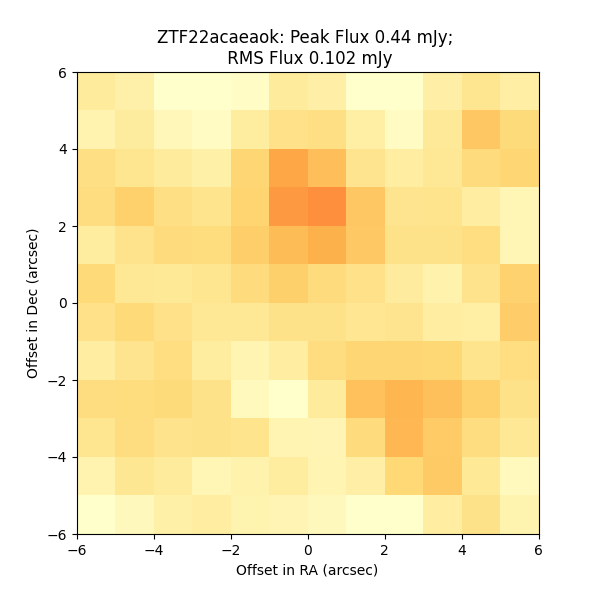 ZTF22acaeaok: Peak Flux 0.44 mJy;
RMS Flux 0.102 mJy
6
4
2
0
−2
−4
−6
Offset in Dec (arcsec)
−6 −4 −2 0 2 4 6
Offset in RA (arcsec)